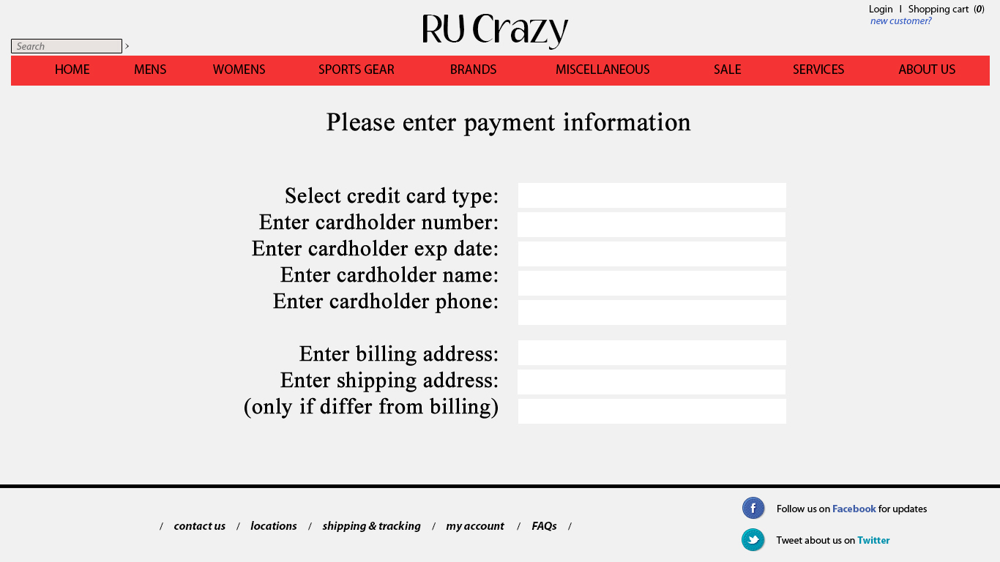 Login | Shopping cart (0)
new customer?
RU Crazy
Search >
HOME MENS WOMENS SPORTS GEAR BRANDS MISCELLANEOUS SALE SERVICES ABOUT US
Please enter payment information
Select credit card type:
Enter cardholder number:
Enter cardholder exp date:
Enter cardholder name:
Enter cardholder phone:
Enter billing address:
Enter shipping address:
(only if differ from billing)
/ contact us / locations / shipping & tracking / my account / FAQs /
f Follow us on Facebook for updates
Tweet about us on Twitter